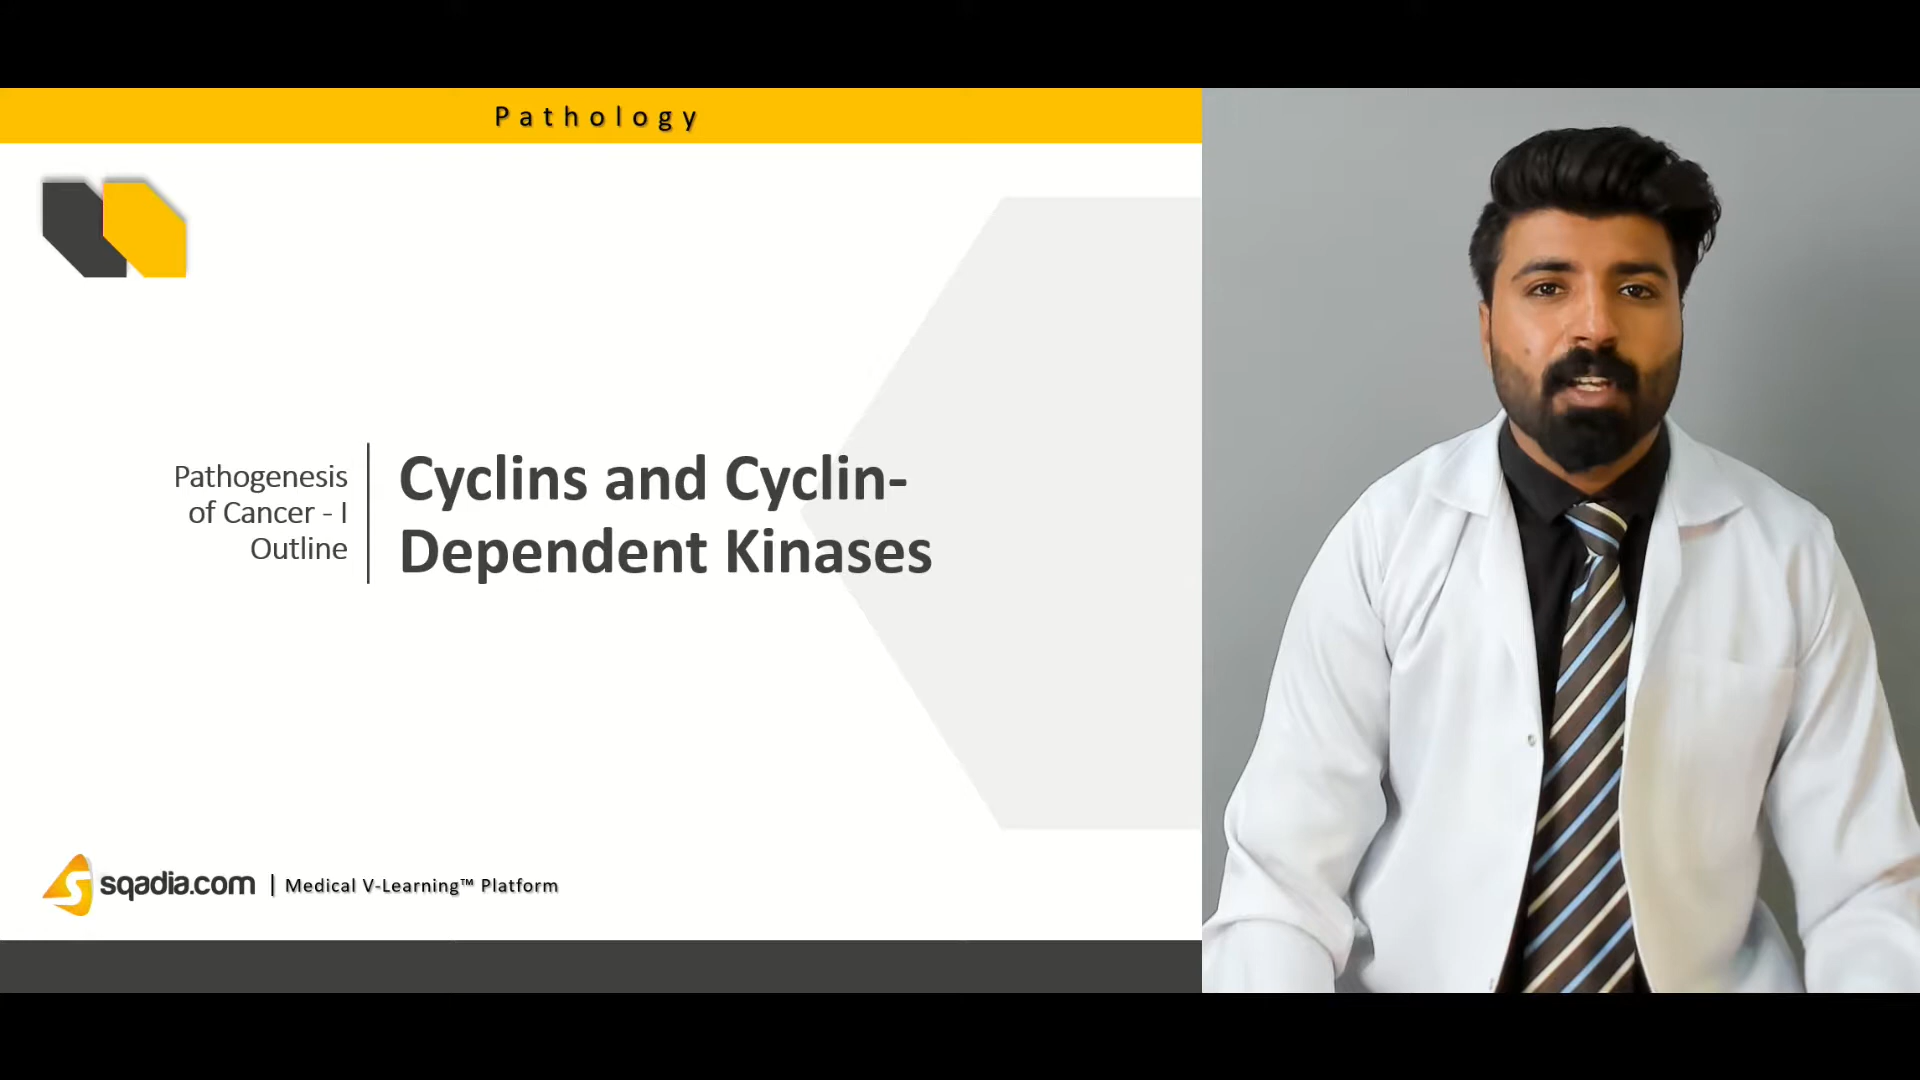 Pathology
Pathogenesis
of Cancer - I
Outline
Cyclins and Cyclin-
Dependent Kinases
sqadia.com | Medical V-Learning™ Platform